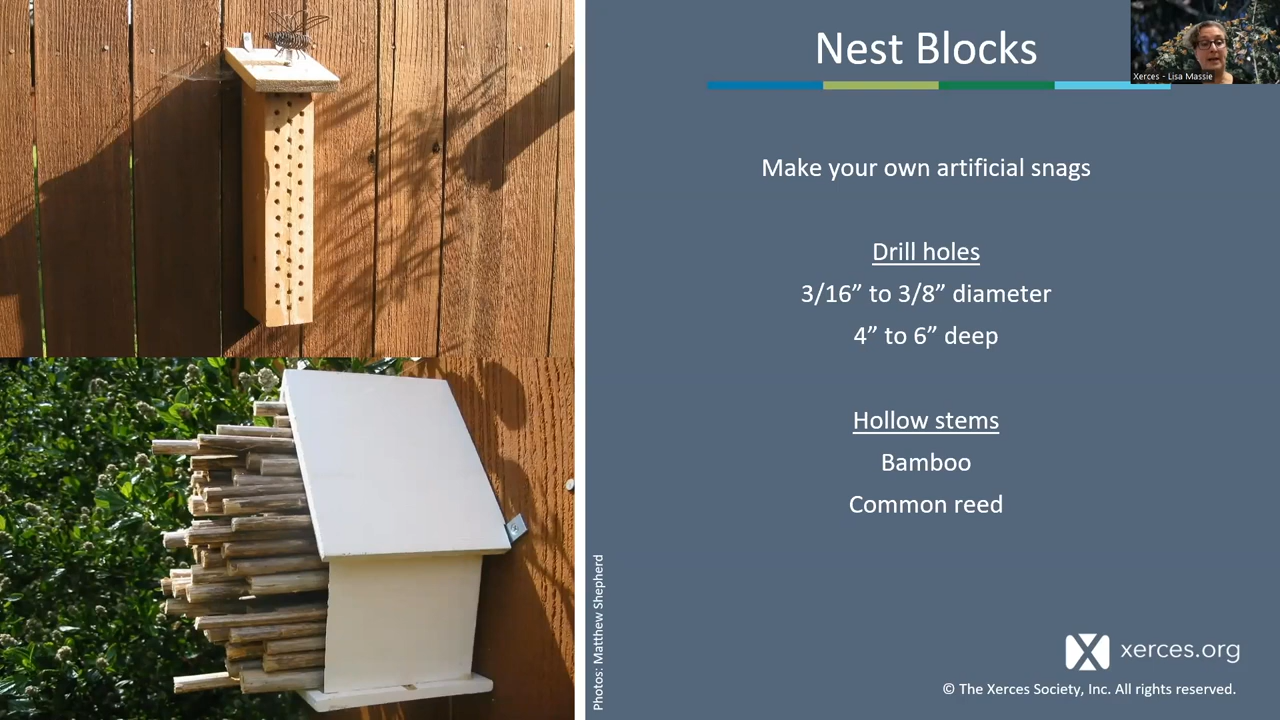 Nest Blocks
Xerces - Lisa Massie
Make your own artificial snags
Drill holes
3/16” to 3/8” diameter
4” to 6” deep
Hollow stems
Bamboo
Common reed
Photos: Matthew Shepherd
xerces.org
© The Xerces Society, Inc. All rights reserved.